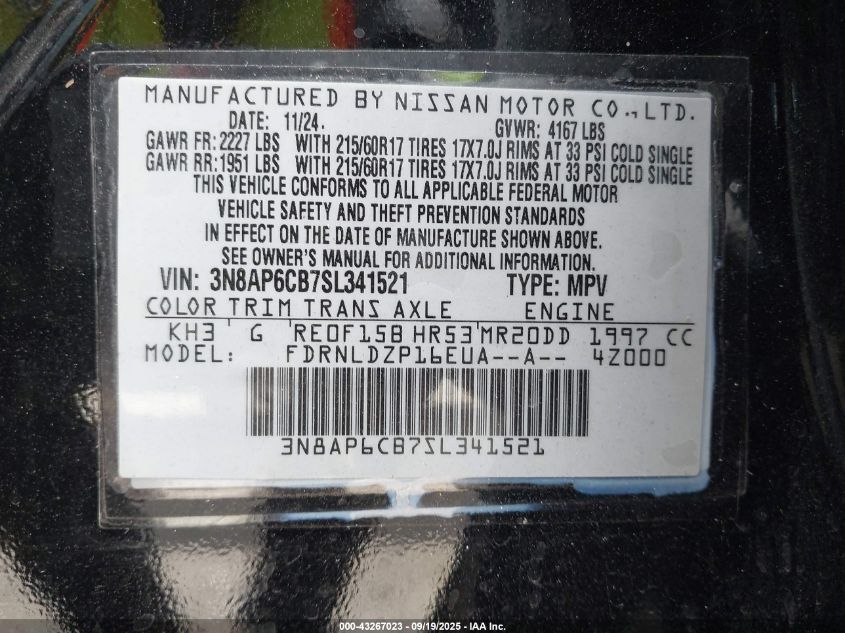 MANUFACTURED BY NISSAN MOTOR CO., LTD.
DATE: 11/24. GVWR: 4167 LBS
GAWR FR: 2227 LBS WITH 215/60R17 TIRES 17X7.0J RIMS AT 33 PSI COLD SINGLE
GAWR RR: 1951 LBS WITH 215/60R17 TIRES 17X7.0J RIMS AT 33 PSI COLD SINGLE
THIS VEHICLE CONFORMS TO ALL APPLICABLE FEDERAL MOTOR
VEHICLE SAFETY AND THEFT PREVENTION STANDARDS
IN EFFECT ON THE DATE OF MANUFACTURE SHOWN ABOVE.
SEE OWNER'S MANUAL FOR ADDITIONAL INFORMATION.
VIN: 3N8AP6CB7SL341521 TYPE: MPV
COLOR TRIM TRANS AXLE ENGINE
KH3 G RE0F15B HR53 MR20DD 1997 CC
MODEL: FDRNLDZP16EUA--A-- 4Z000
3N8AP6CB7SL341521
000-43267023 - 09/19/2025 - IAA Inc.